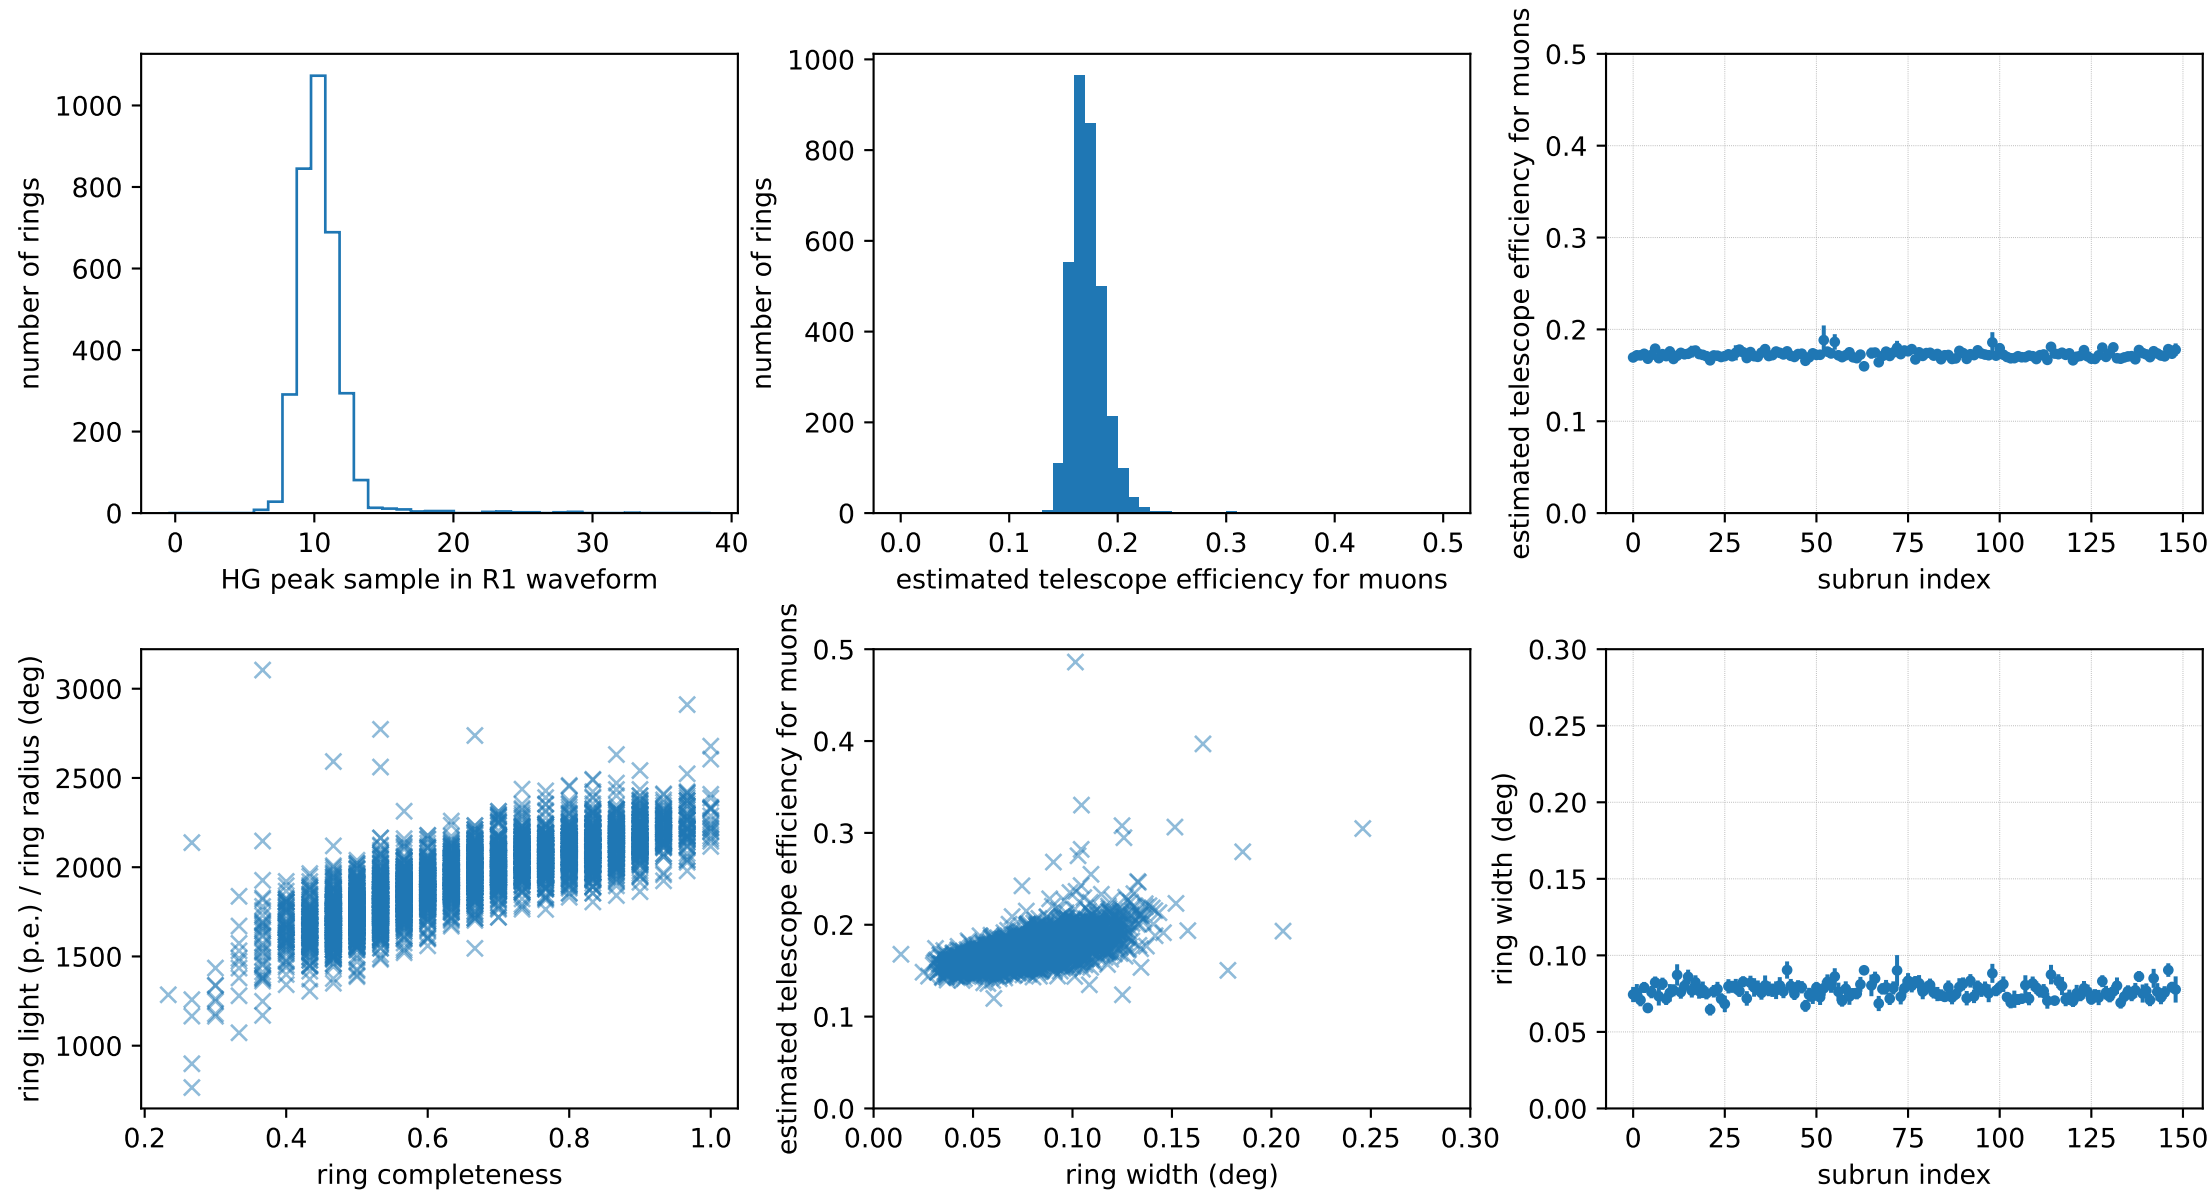 1000
800
600
400
200
0
number of rings
0 10 20 30 40
HG peak sample in R1 waveform
1000
800
600
400
200
0
number of rings
0.0 0.1 0.2 0.3 0.4 0.5
estimated telescope efficiency for muons
0.5
0.4
0.3
0.2
0.1
0.0
estimated telescope efficiency for muons
0 25 50 75 100 125 150
subrun index
3000
2500
2000
1500
1000
ring light (p.e.) / ring radius (deg)
0.2 0.4 0.6 0.8 1.0
ring completeness
0.5
0.4
0.3
0.2
0.1
0.0
estimated telescope efficiency for muons
0.00 0.05 0.10 0.15 0.20 0.25 0.30
ring width (deg)
0.30
0.25
0.20
0.15
0.10
0.05
0.00
ring width (deg)
0 25 50 75 100 125 150
subrun index